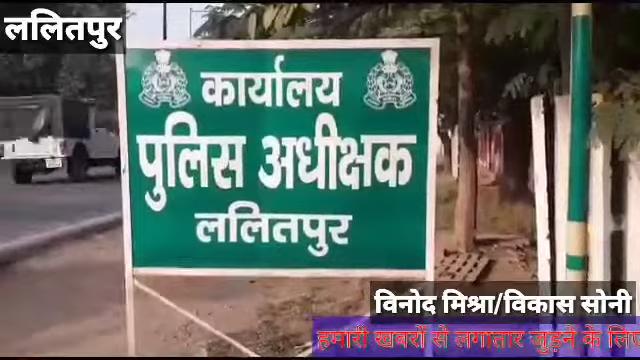 ललितपुर
कार्यालय
पुलिस अधीक्षक
ललितपुर
विनोद मिश्रा/विकास सोनी
हमारी खबरों से लगातार जुड़ने के लिए